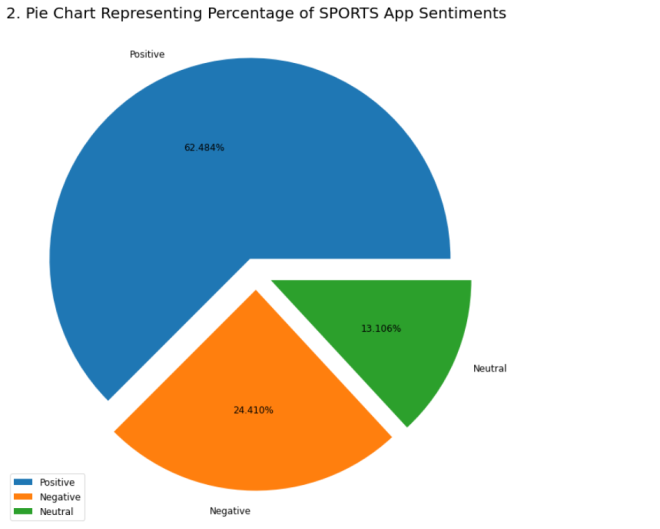 2. Pie Chart Representing Percentage of SPORTS App Sentiments
Positive
62.484%
13.106%
Neutral
24.410%
Negative
Positive
Negative
Neutral